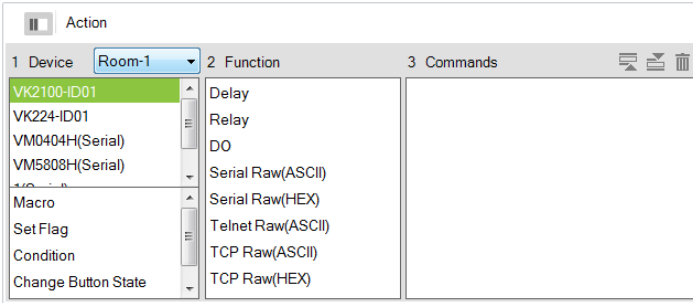 Action
1 Device Room-1 2 Function 3 Commands
VK2100-ID01
VK224-ID01
VM0404H(Serial)
VM5808H(Serial)
Macro
Set Flag
Condition
Change Button State
Delay
Relay
DO
Serial Raw(ASCII)
Serial Raw(HEX)
Telnet Raw(ASCII)
TCP Raw(ASCII)
TCP Raw(HEX)